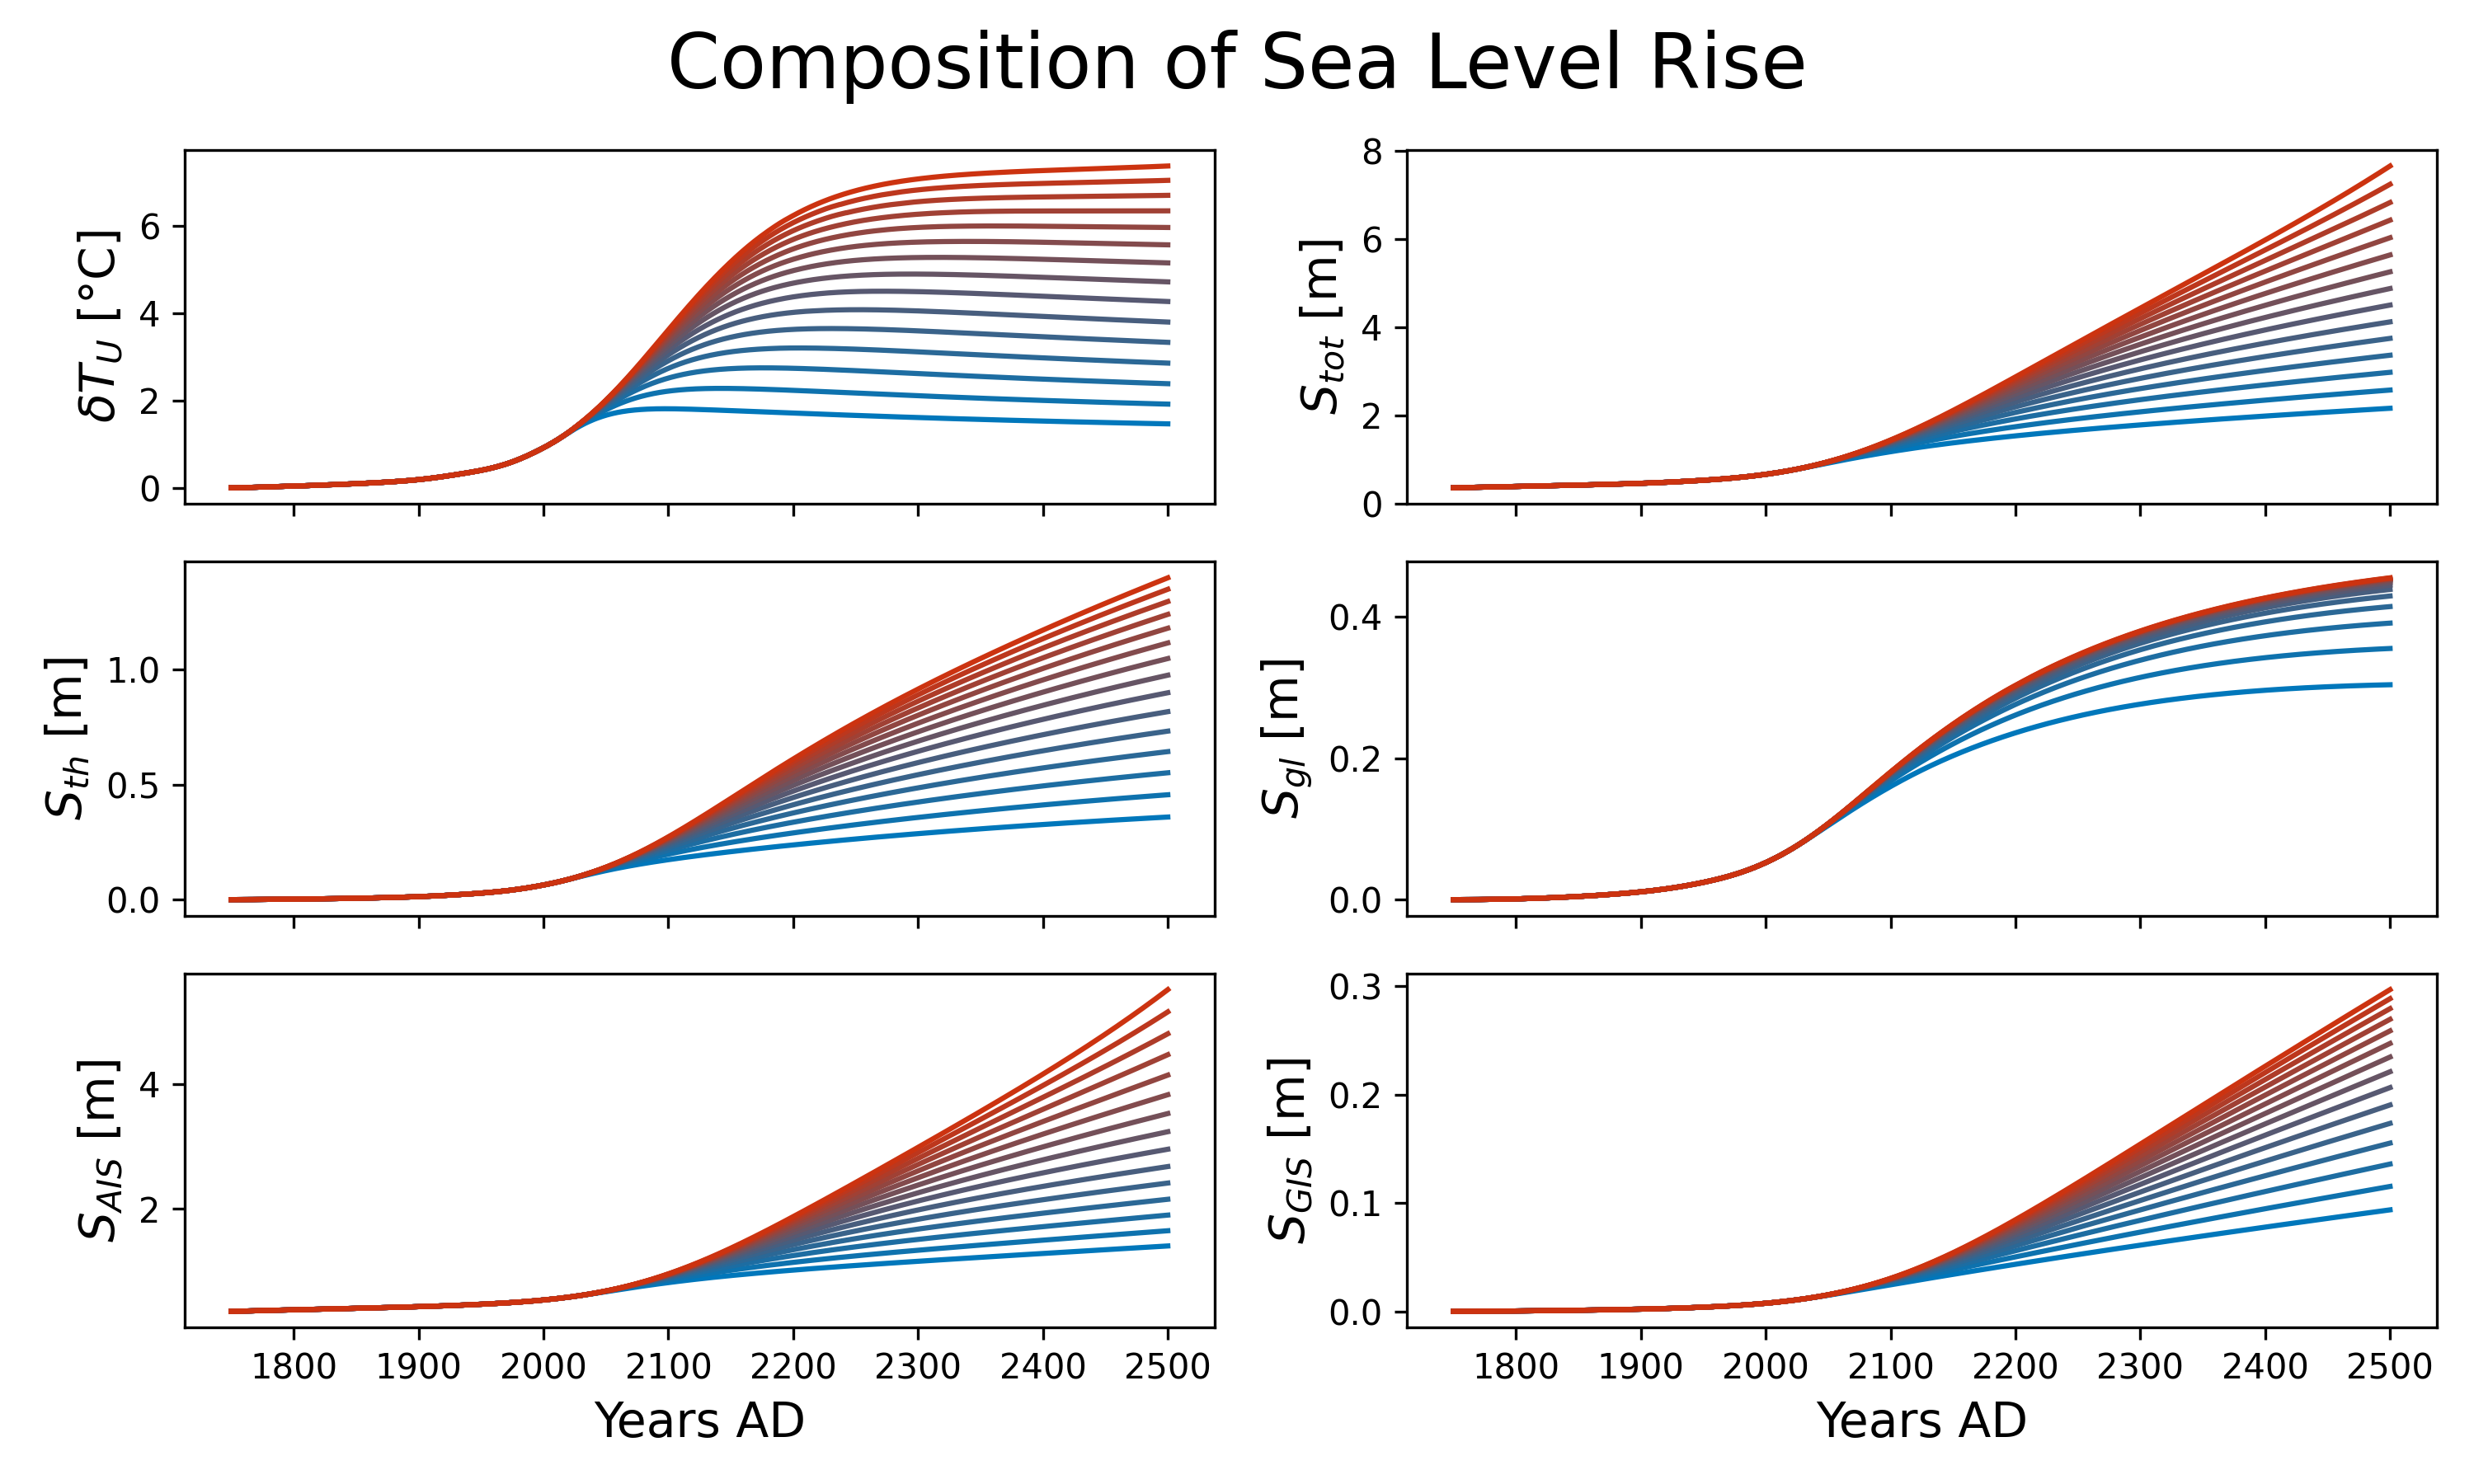 Composition of Sea Level Rise
δT_U [°C]
6
4
2
0
S_tot [m]
8
6
4
2
0
S_th [m]
1.0
0.5
0.0
S_gl [m]
0.4
0.2
0.0
S_AIS [m]
4
2
1800 1900 2000 2100 2200 2300 2400 2500
Years AD
S_GIS [m]
0.3
0.2
0.1
0.0
1800 1900 2000 2100 2200 2300 2400 2500
Years AD